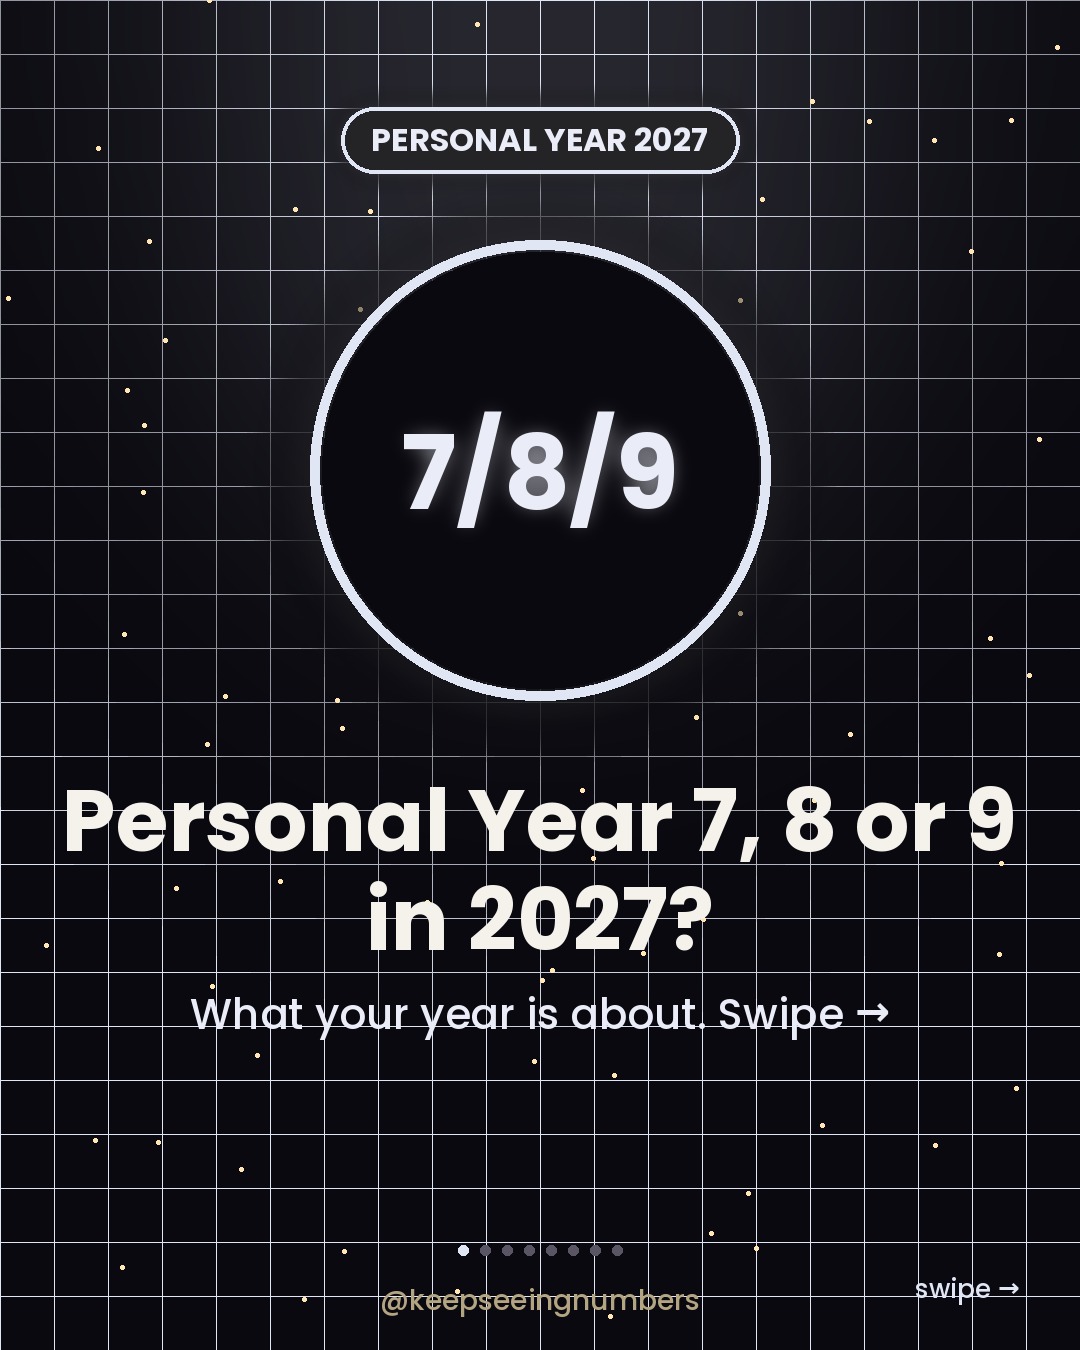 PERSONAL YEAR 2027
7/8/9
Personal Year 7, 8 or 9
in 2027?
What your year is about. Swipe →
@keepseeingnumbers
swipe →